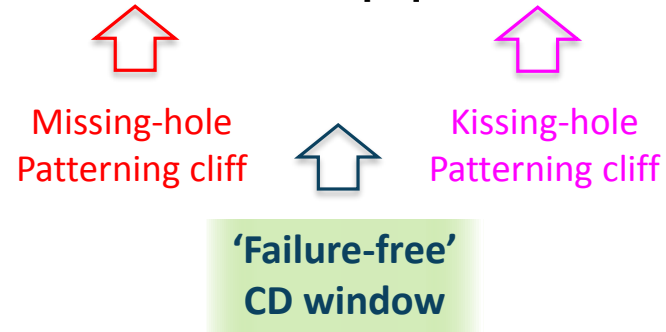 Missing-hole
Patterning cliff
Kissing-hole
Patterning cliff
‘Failure-free’
CD window